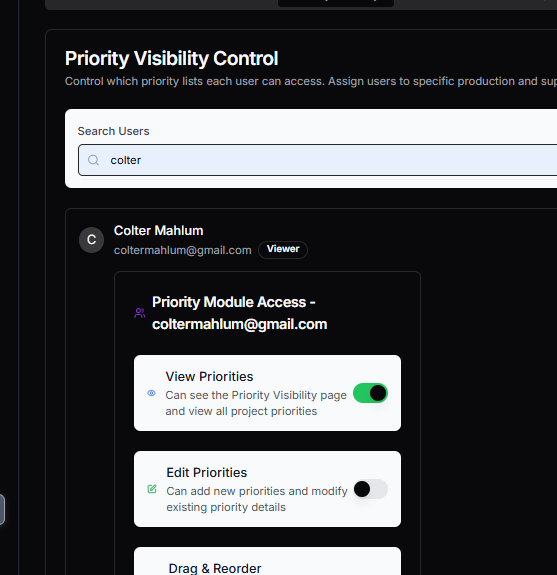 Priority Visibility Control
Control which priority lists each user can access. Assign users to specific production and sup
Search Users
colter
C
Colter Mahlum
coltermahlum@gmail.com Viewer
Priority Module Access -
coltermahlum@gmail.com
View Priorities
Can see the Priority Visibility page
and view all project priorities
Edit Priorities
Can add new priorities and modify
existing priority details
Drag & Reorder